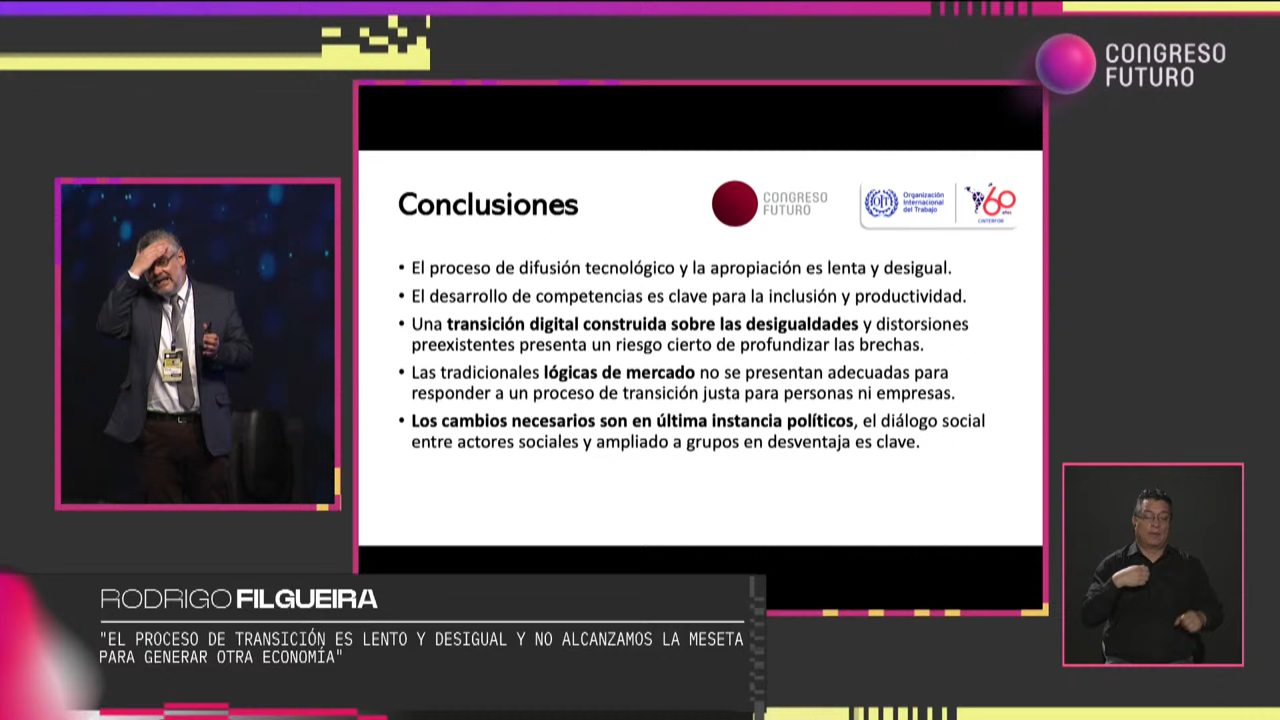 CONGRESO
FUTURO
Conclusiones
CONGRESO
FUTURO
Organización
Internacional
del Trabajo
60
años
CINTERFOR
• El proceso de difusión tecnológico y la apropiación es lenta y desigual.
• El desarrollo de competencias es clave para la inclusión y productividad.
• Una transición digital construida sobre las desigualdades y distorsiones
preexistentes presenta un riesgo cierto de profundizar las brechas.
• Las tradicionales lógicas de mercado no se presentan adecuadas para
responder a un proceso de transición justa para personas ni empresas.
• Los cambios necesarios son en última instancia políticos, el diálogo social
entre actores sociales y ampliado a grupos en desventaja es clave.
RODRIGO FILGUEIRA
"EL PROCESO DE TRANSICIÓN ES LENTO Y DESIGUAL Y NO ALCANZAMOS LA MESETA
PARA GENERAR OTRA ECONOMÍA"